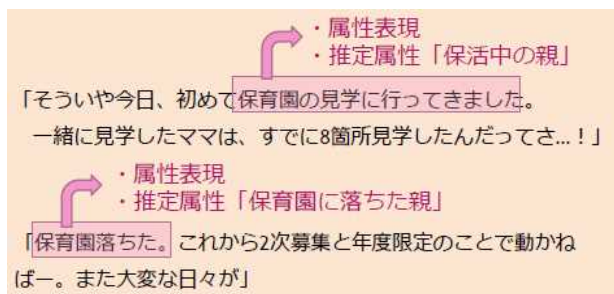 ・属性表現
・推定属性「保活中の親」
「そういや今日、初めて保育園の見学に行ってきました。
一緒に見学したママは、すでに8箇所見学したんだってさ…！」
・属性表現
・推定属性「保育園に落ちた親」
「保育園落ちた。これから2次募集と年度限定のことで動かね
ばー。また大変な日々が」